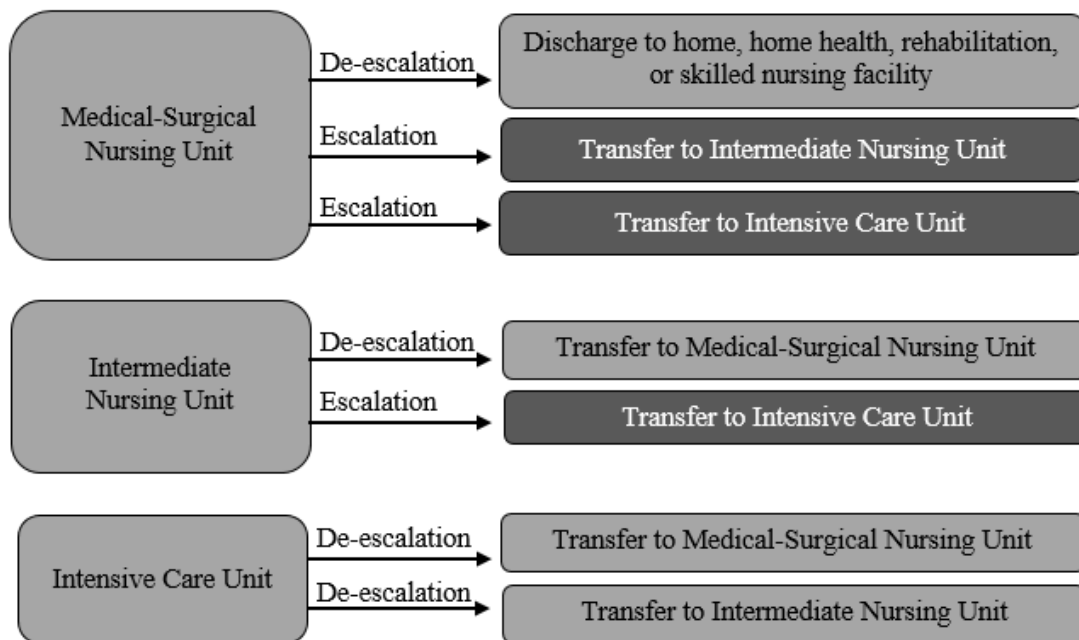 Medical-Surgical
Nursing Unit
De-escalation
Discharge to home, home health, rehabilitation,
or skilled nursing facility
Escalation
Transfer to Intermediate Nursing Unit
Escalation
Transfer to Intensive Care Unit
Intermediate
Nursing Unit
De-escalation
Transfer to Medical-Surgical Nursing Unit
Escalation
Transfer to Intensive Care Unit
Intensive Care Unit
De-escalation
Transfer to Medical-Surgical Nursing Unit
De-escalation
Transfer to Intermediate Nursing Unit